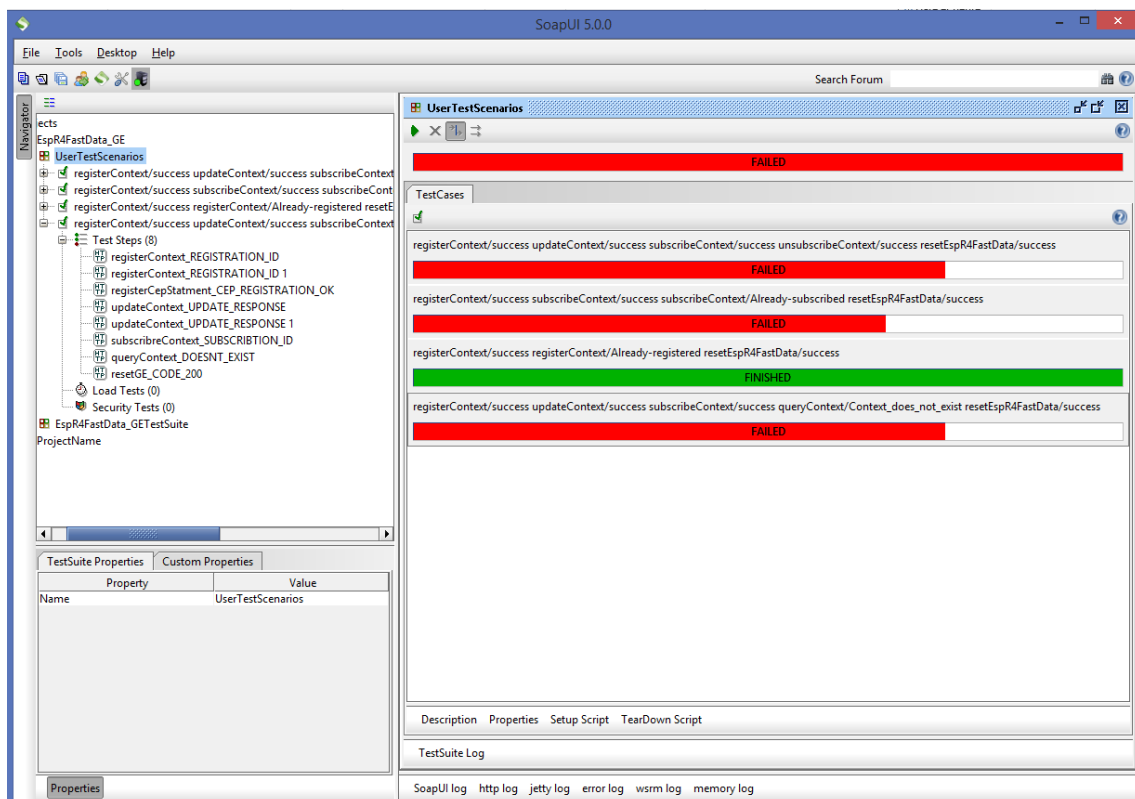 SoapUI 5.0.0
File Tools Desktop Help
Search Forum
Navigator
ects
EspR4FastData_GE
UserTestScenarios
registerContext/success updateContext/success subscribeContext
registerContext/success subscribeContext/success subscribeCont
registerContext/success registerContext/Already-registered resetE
registerContext/success updateContext/success subscribeContext
Test Steps (8)
registerContext_REGISTRATION_ID
registerContext_REGISTRATION_ID 1
registerCepStatment_CEP_REGISTRATION_OK
updateContext_UPDATE_RESPONSE
updateContext_UPDATE_RESPONSE 1
subscribreContext_SUBSCRIBTION_ID
queryContext_DOESNT_EXIST
resetGE_CODE_200
Load Tests (0)
Security Tests (0)
EspR4FastData_GETestSuite
ProjectName
TestSuite Properties Custom Properties
Property Value
Name UserTestScenarios
Properties
UserTestScenarios
FAILED
TestCases
registerContext/success updateContext/success subscribeContext/success unsubscribeContext/success resetEspR4FastData/success
FAILED
registerContext/success subscribeContext/success subscribeContext/Already-subscribed resetEspR4FastData/success
FAILED
registerContext/success registerContext/Already-registered resetEspR4FastData/success
FINISHED
registerContext/success updateContext/success subscribeContext/success queryContext/Context_does_not_exist resetEspR4FastData/success
FAILED
Description Properties Setup Script TearDown Script
TestSuite Log
SoapUI log http log jetty log error log wsrm log memory log